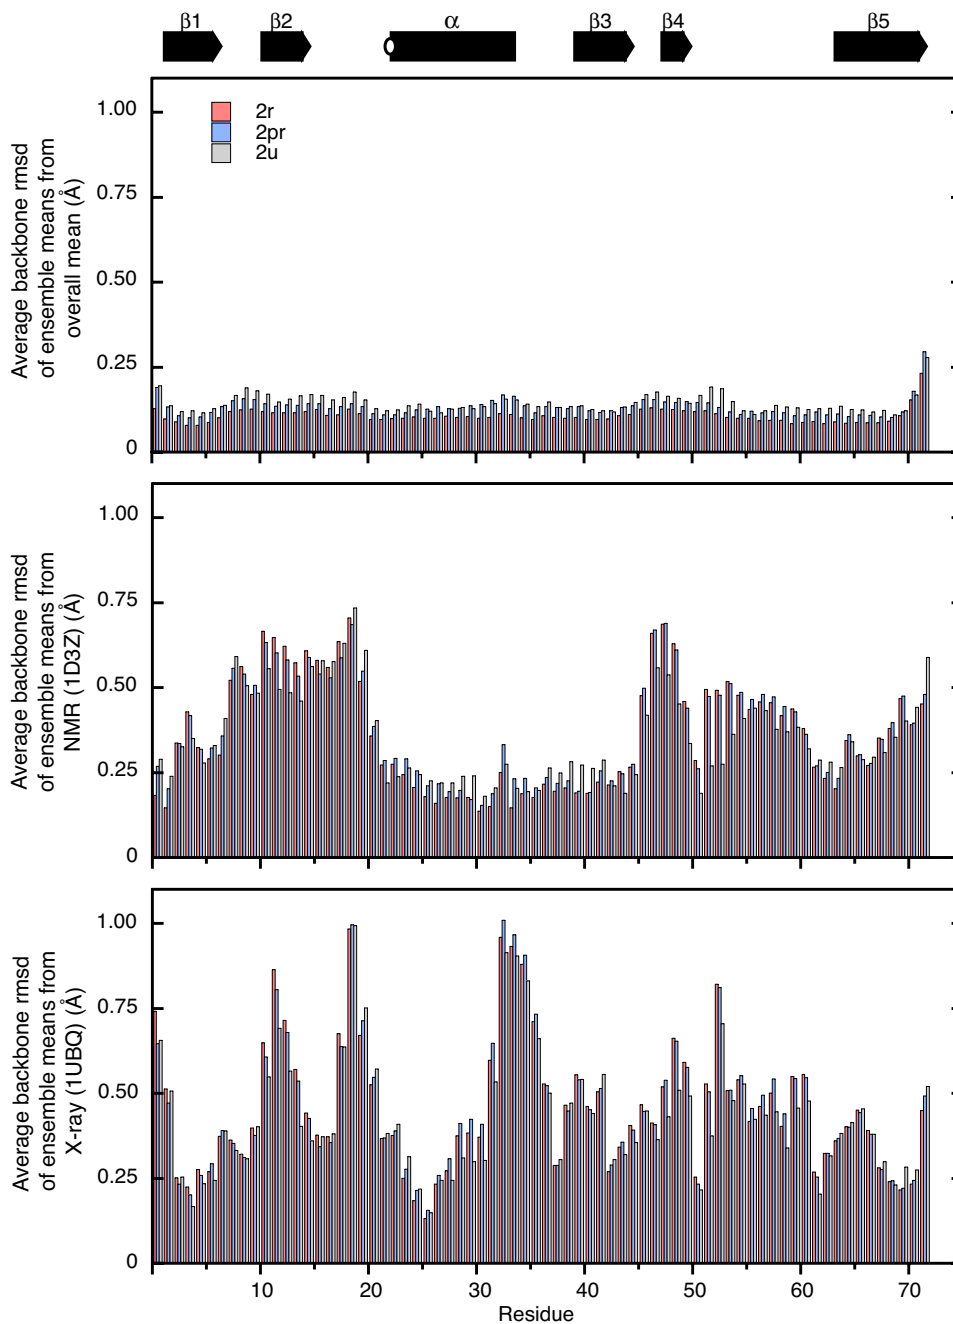 β1 β2 α β3 β4 β5
Average backbone rmsd
of ensemble means from
overall mean (Å)
1.00
0.75
0.50
0.25
0
2r
2pr
2u
Average backbone rmsd
of ensemble means from
NMR (1D3Z) (Å)
1.00
0.75
0.50
0.25
0
Average backbone rmsd
of ensemble means from
X-ray (1UBQ) (Å)
1.00
0.75
0.50
0.25
0
10 20 30 40 50 60 70
Residue